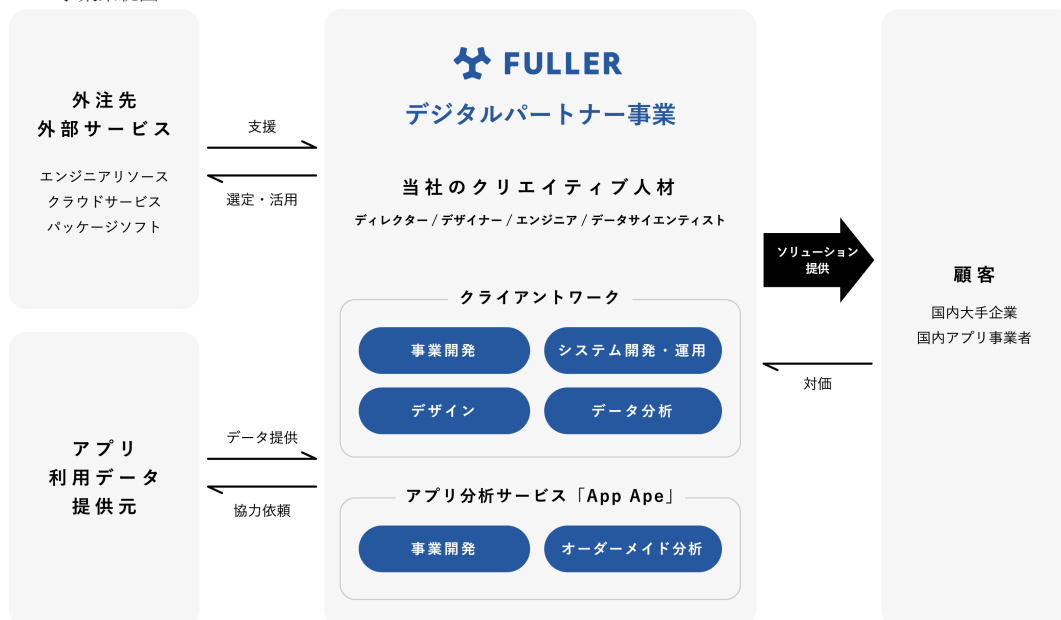 外注先
外部サービス
エンジニアリソース
クラウドサービス
パッケージソフト
支援
選定・活用
アプリ
利用データ
提供元
データ提供
協力依頼
FULLER
デジタルパートナー事業
当社のクリエイティブ人材
ディレクター / デザイナー / エンジニア / データサイエンティスト
クライアントワーク
事業開発
システム開発・運用
デザイン
データ分析
アプリ分析サービス「App Ape」
事業開発
オーダーメイド分析
ソリューション
提供
対価
顧客
国内大手企業
国内アプリ事業者